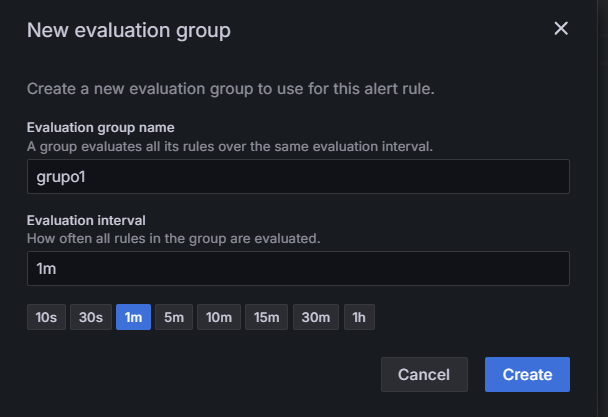 New evaluation group
Create a new evaluation group to use for this alert rule.
Evaluation group name
A group evaluates all its rules over the same evaluation interval.
grupo1
Evaluation interval
How often all rules in the group are evaluated.
1m
10s 30s 1m 5m 10m 15m 30m 1h
Cancel Create